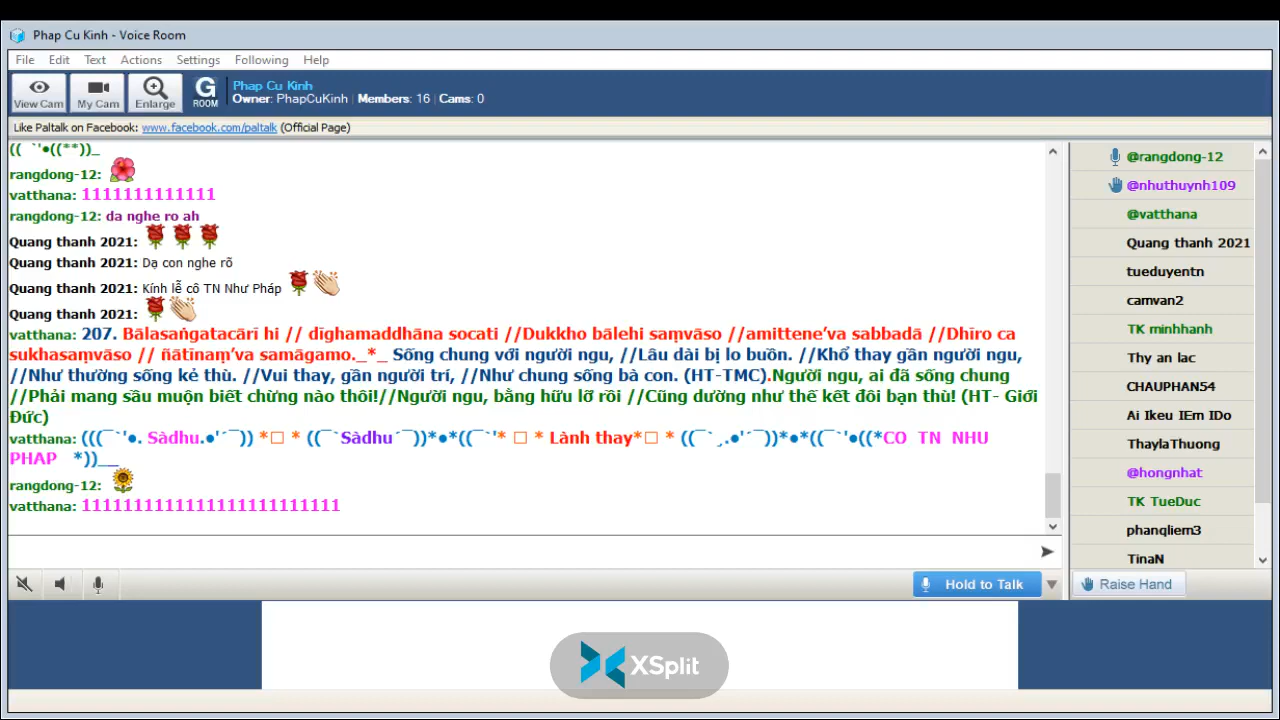 Phap Cu Kinh - Voice Room
File Edit Text Actions Settings Following Help
View Cam My Cam Enlarge G ROOM
Phap Cu Kinh
Owner: PhapCuKinh | Members: 16 | Cams: 0
Like Paltalk on Facebook: www.facebook.com/paltalk (Official Page)
(( `'●((**))_
rangdong-12:
vatthana: 1111111111111
rangdong-12: da nghe ro ah
Quang thanh 2021:
Quang thanh 2021: Dạ con nghe rõ
Quang thanh 2021: Kính lễ cô TN Như Pháp
Quang thanh 2021:
vatthana: 207. Bālasaṅgatacārī hi // dīghamaddhāna socati //Dukkho bālehi saṃvāso //amittene’va sabbadā //Dhīro ca
sukhasaṃvāso // ñātīnaṃ’va samāgamo._*_ Sống chung với người ngu, //Lâu dài bị lo buồn. //Khổ thay gần người ngu,
//Như thường sống kẻ thù. //Vui thay, gần người trí, //Như chung sống bà con. (HT-TMC).Người ngu, ai đã sống chung
//Phải mang sầu muộn biết chừng nào thôi!//Người ngu, bằng hữu lỡ rồi //Cũng dường như thế kết đôi bạn thù! (HT- Giới
Đức)
vatthana: (((¯`'●. Sàdhu.●'´¯)) *□ * ((¯`Sàdhu´¯))*●*((¯`'* □ * Lành thay*□ * ((¯`¸.●'´¯))*●*((¯`'●((*CO TN NHU
PHAP *))__
rangdong-12:
vatthana: 1111111111111111111111111
Hold to Talk
@rangdong-12
@nhuthuynh109
@vatthana
Quang thanh 2021
tueduyentn
camvan2
TK minhhanh
Thy an lac
CHAUPHAN54
Ai Ikeu IEm IDo
ThaylaThuong
@hongnhat
TK TueDuc
phanqliem3
TinaN
Raise Hand
XSplit